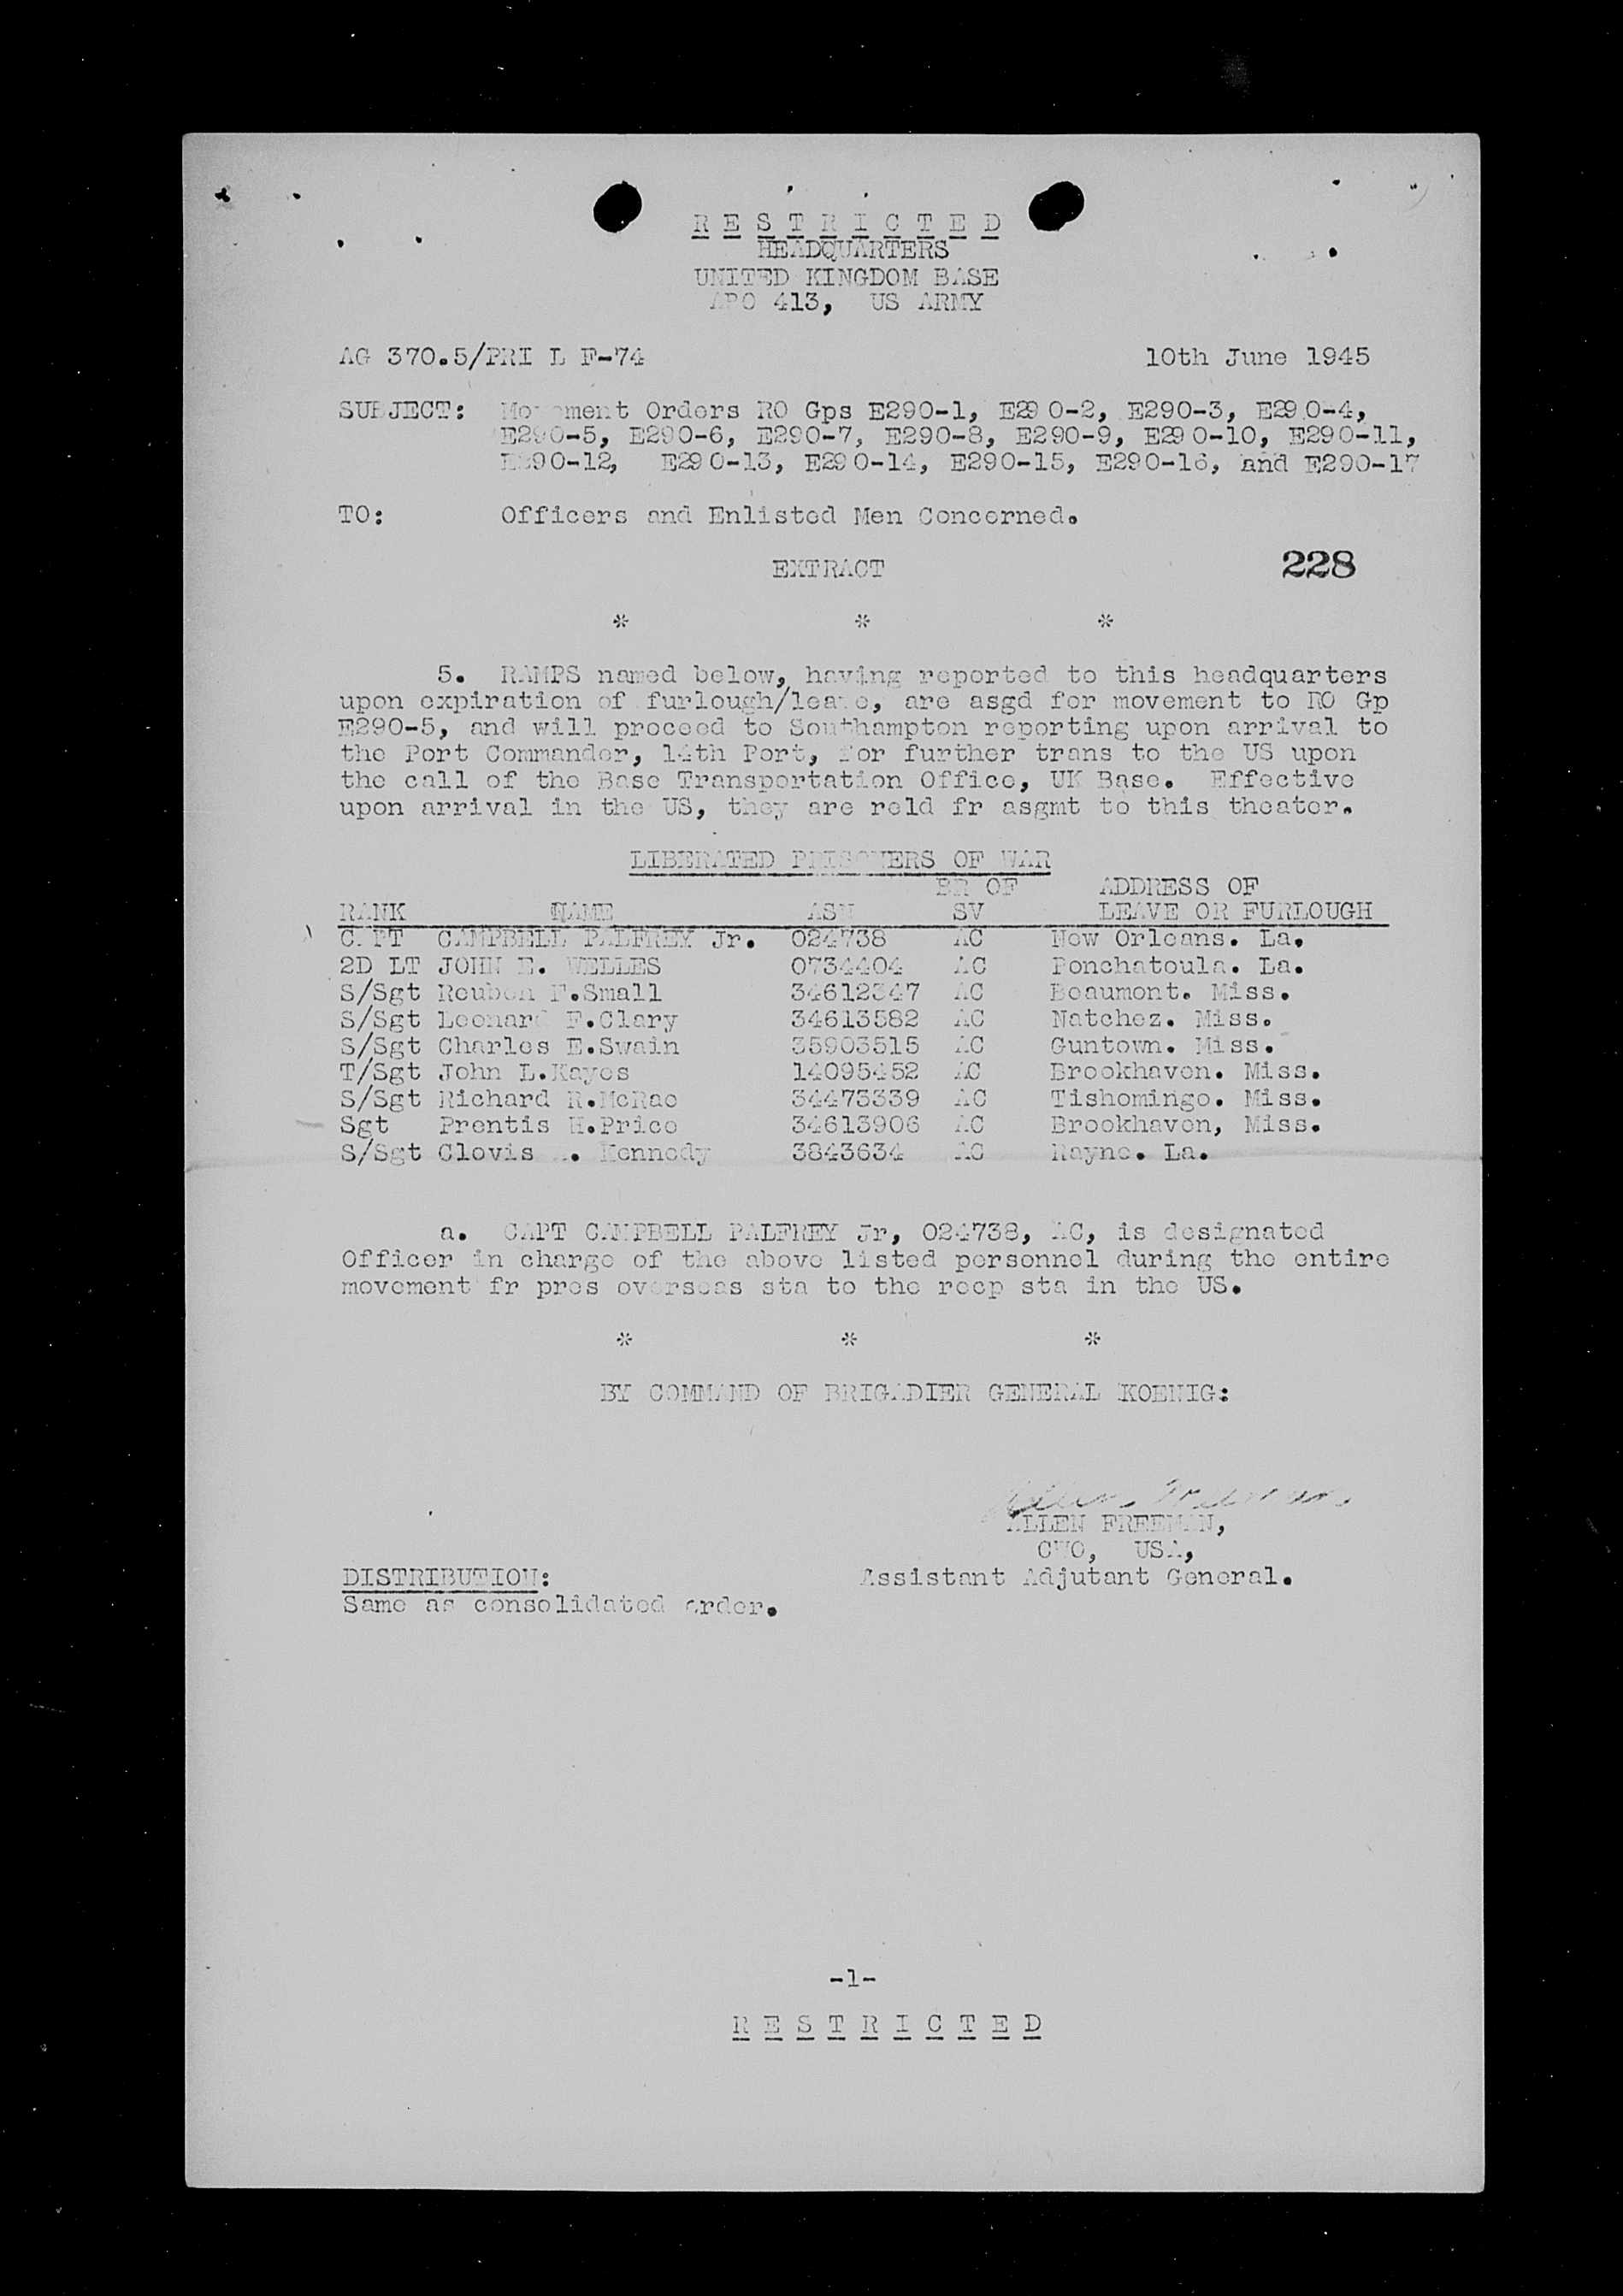 R E S T R I C T E D
HEADQUARTERS
UNITED KINGDOM BASE
APO 413, US ARMY
AG 370.5/PRI L F-74 10th June 1945
SUBJECT: Movement Orders RO Gps E290-1, E290-2, E290-3, E290-4,
E290-5, E290-6, E290-7, E290-8, E290-9, E290-10, E290-11,
E290-12, E290-13, E290-14, E290-15, E290-16, and E290-17
TO: Officers and Enlisted Men Concerned.
EXTRACT 228
* * *
5. RAMPS named below, having reported to this headquarters
upon expiration of furlough/leave, are asgd for movement to RO Gp
E290-5, and will proceed to Southampton reporting upon arrival to
the Port Commander, 14th Port, for further trans to the US upon
the call of the Base Transportation Office, UK Base. Effective
upon arrival in the US, they are reld fr asgmt to this theater.
LIBERATED PRISONERS OF WAR
BR OF ADDRESS OF
RANK NAME ASN SV LEAVE OR FURLOUGH
CAPT CAMPBELL PALFREY Jr. 024738 AC New Orleans. La.
2D LT JOHN E. WELLES 0734404 AC Ponchatoula. La.
S/Sgt Reuben F.Small 34612347 AC Beaumont. Miss.
S/Sgt Leonard F.Clary 34613582 AC Natchez. Miss.
S/Sgt Charles E.Swain 35903515 AC Guntown. Miss.
T/Sgt John L.Kayes 14095452 AC Brookhaven. Miss.
S/Sgt Richard R.McRae 34473339 AC Tishomingo. Miss.
Sgt Prentis H.Price 34613906 AC Brookhaven, Miss.
S/Sgt Clovis Kennedy 3843634 AC Rayne. La.
a. CAPT CAMPBELL PALFREY Jr, 024738, AC, is designated
Officer in charge of the above listed personnel during the entire
movement fr pres overseas sta to the recp sta in the US.
* * *
BY COMMAND OF BRIGADIER GENERAL KOENIG:
Allen Freeman
ALLEN FREEMAN,
CWO, USA,
DISTRIBUTION: Assistant Adjutant General.
Same as consolidated order.
-1-
R E S T R I C T E D